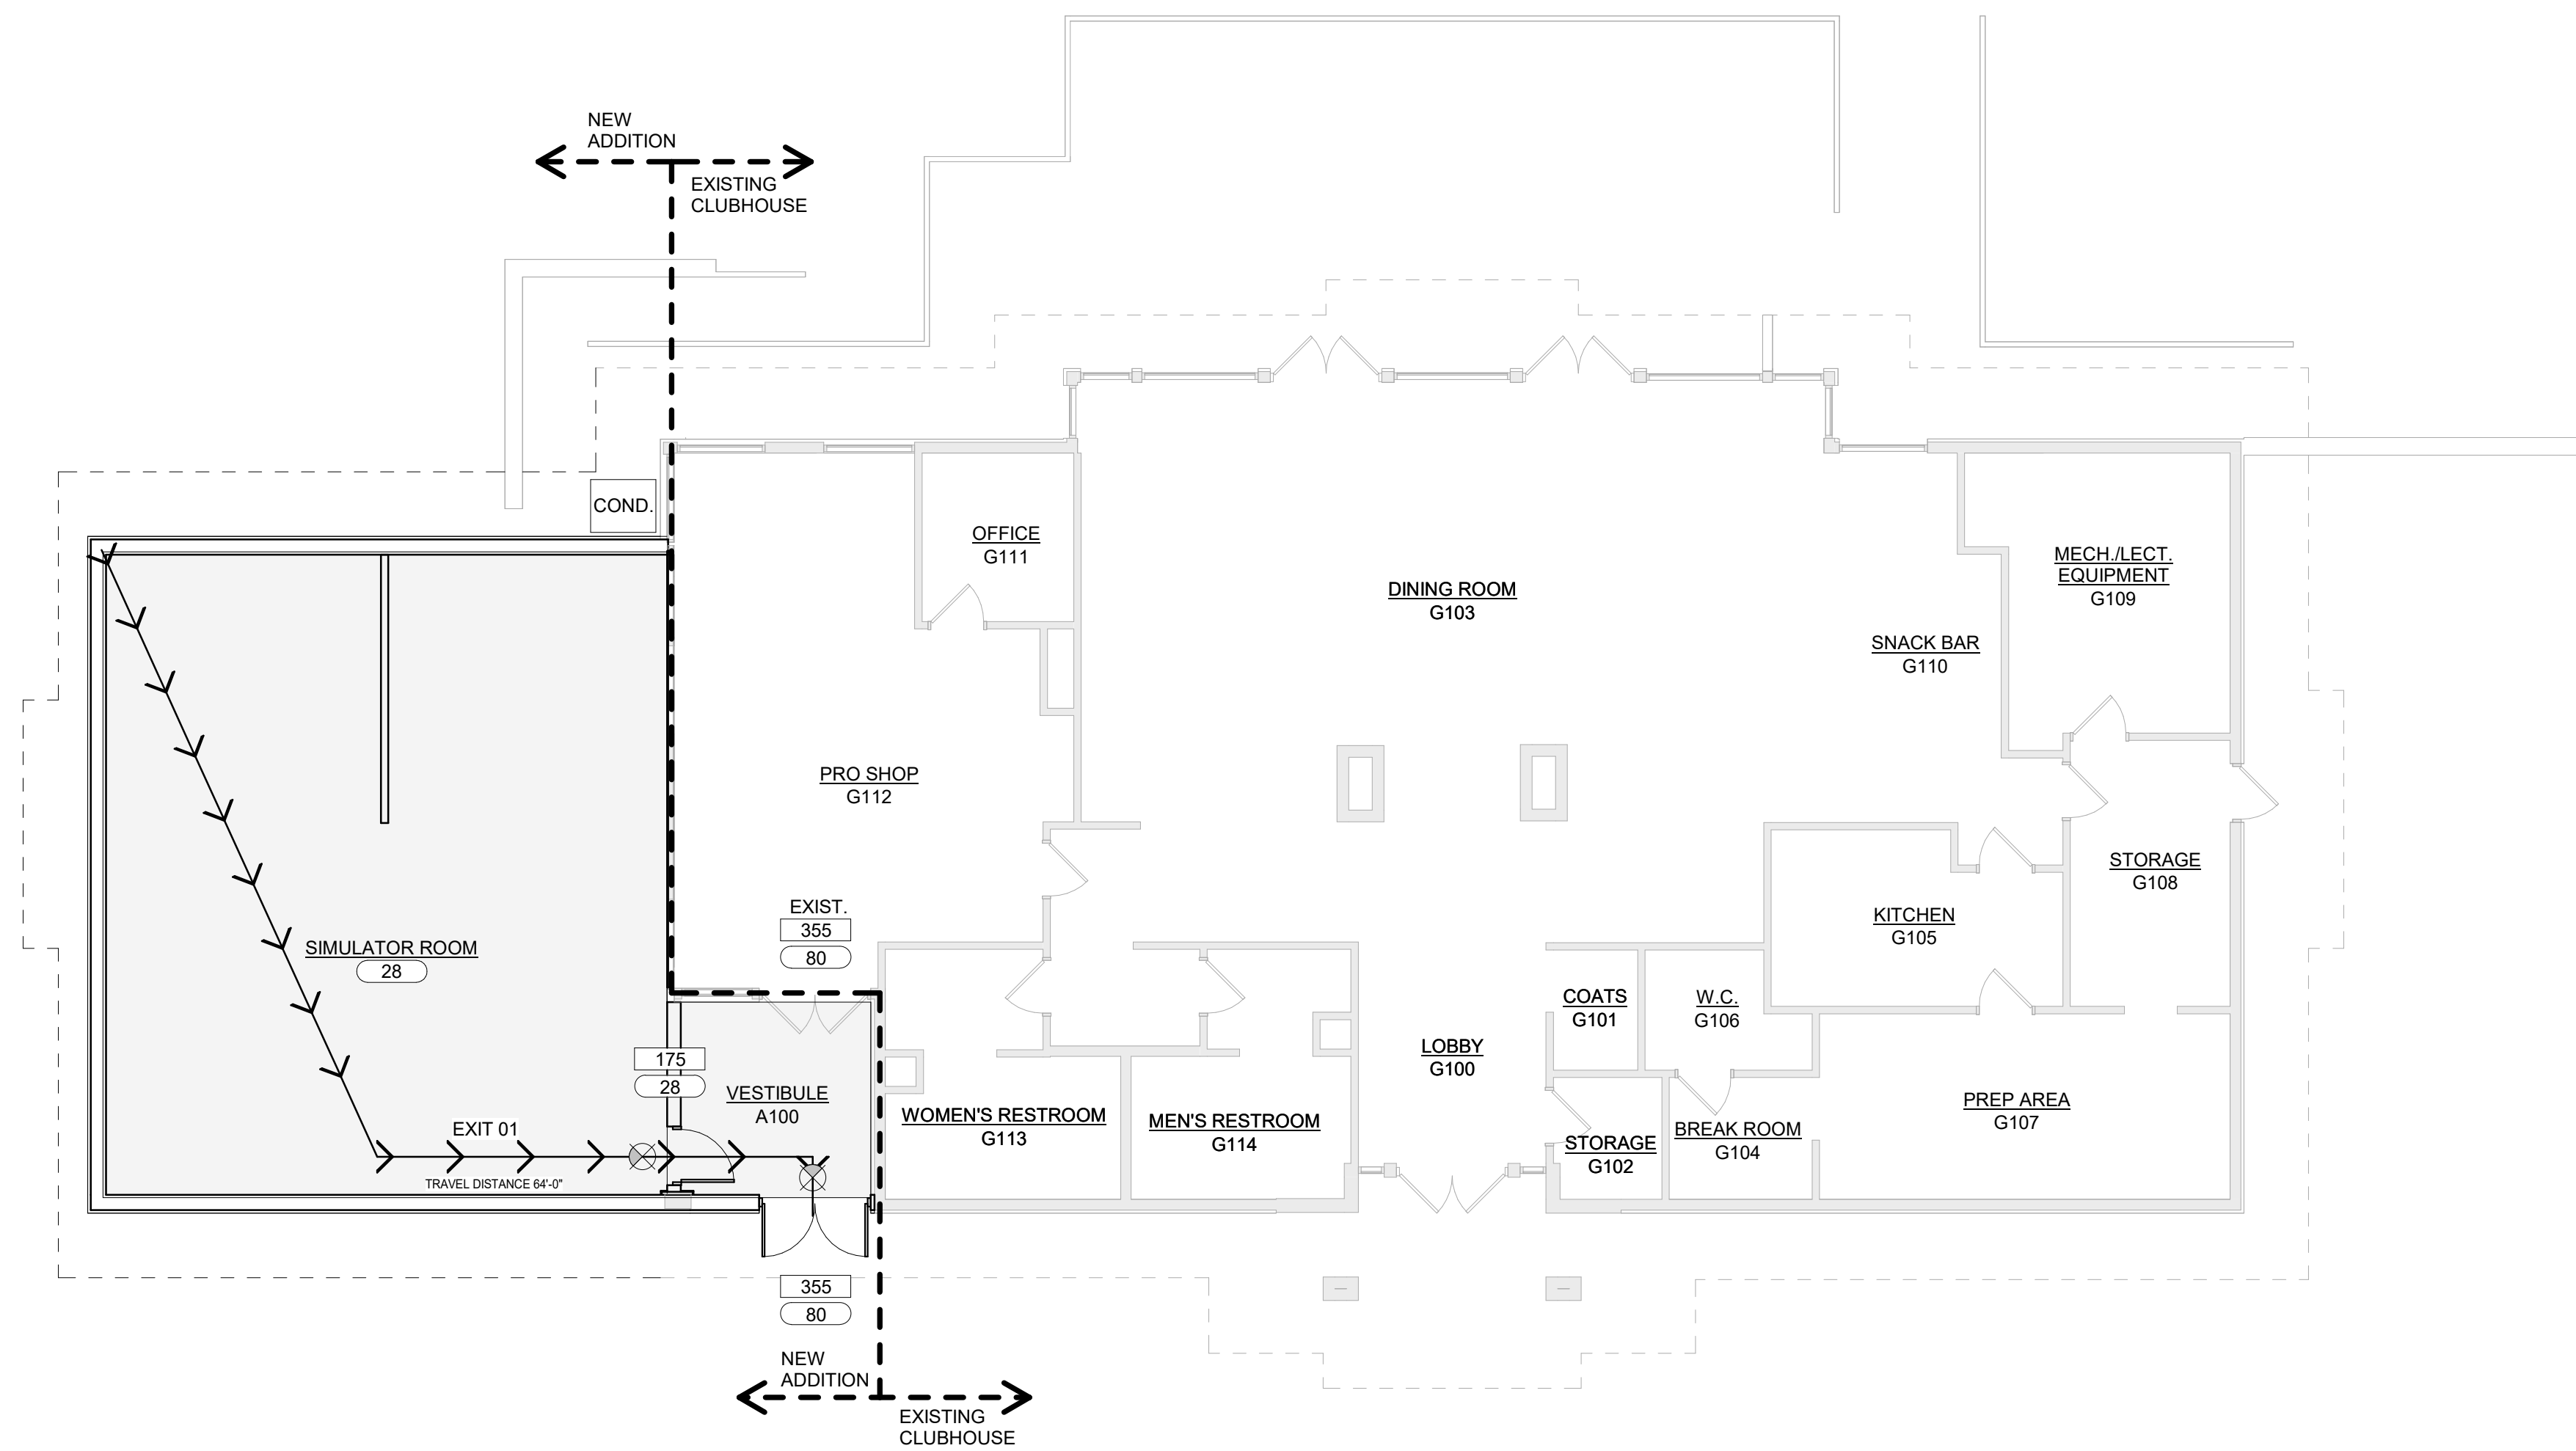 NEW
ADDITION
EXISTING
CLUBHOUSE
COND.
OFFICE
G111
DINING ROOM
G103
MECH./LECT.
EQUIPMENT
G109
SNACK BAR
G110
PRO SHOP
G112
STORAGE
G108
EXIST.
355
80
KITCHEN
G105
SIMULATOR ROOM
28
COATS
G101
W.C.
G106
LOBBY
G100
175
28
VESTIBULE
A100
WOMEN'S RESTROOM
G113
MEN'S RESTROOM
G114
PREP AREA
G107
BREAK ROOM
G104
STORAGE
G102
EXIT 01
TRAVEL DISTANCE 64'-0"
355
80
NEW
ADDITION
EXISTING
CLUBHOUSE